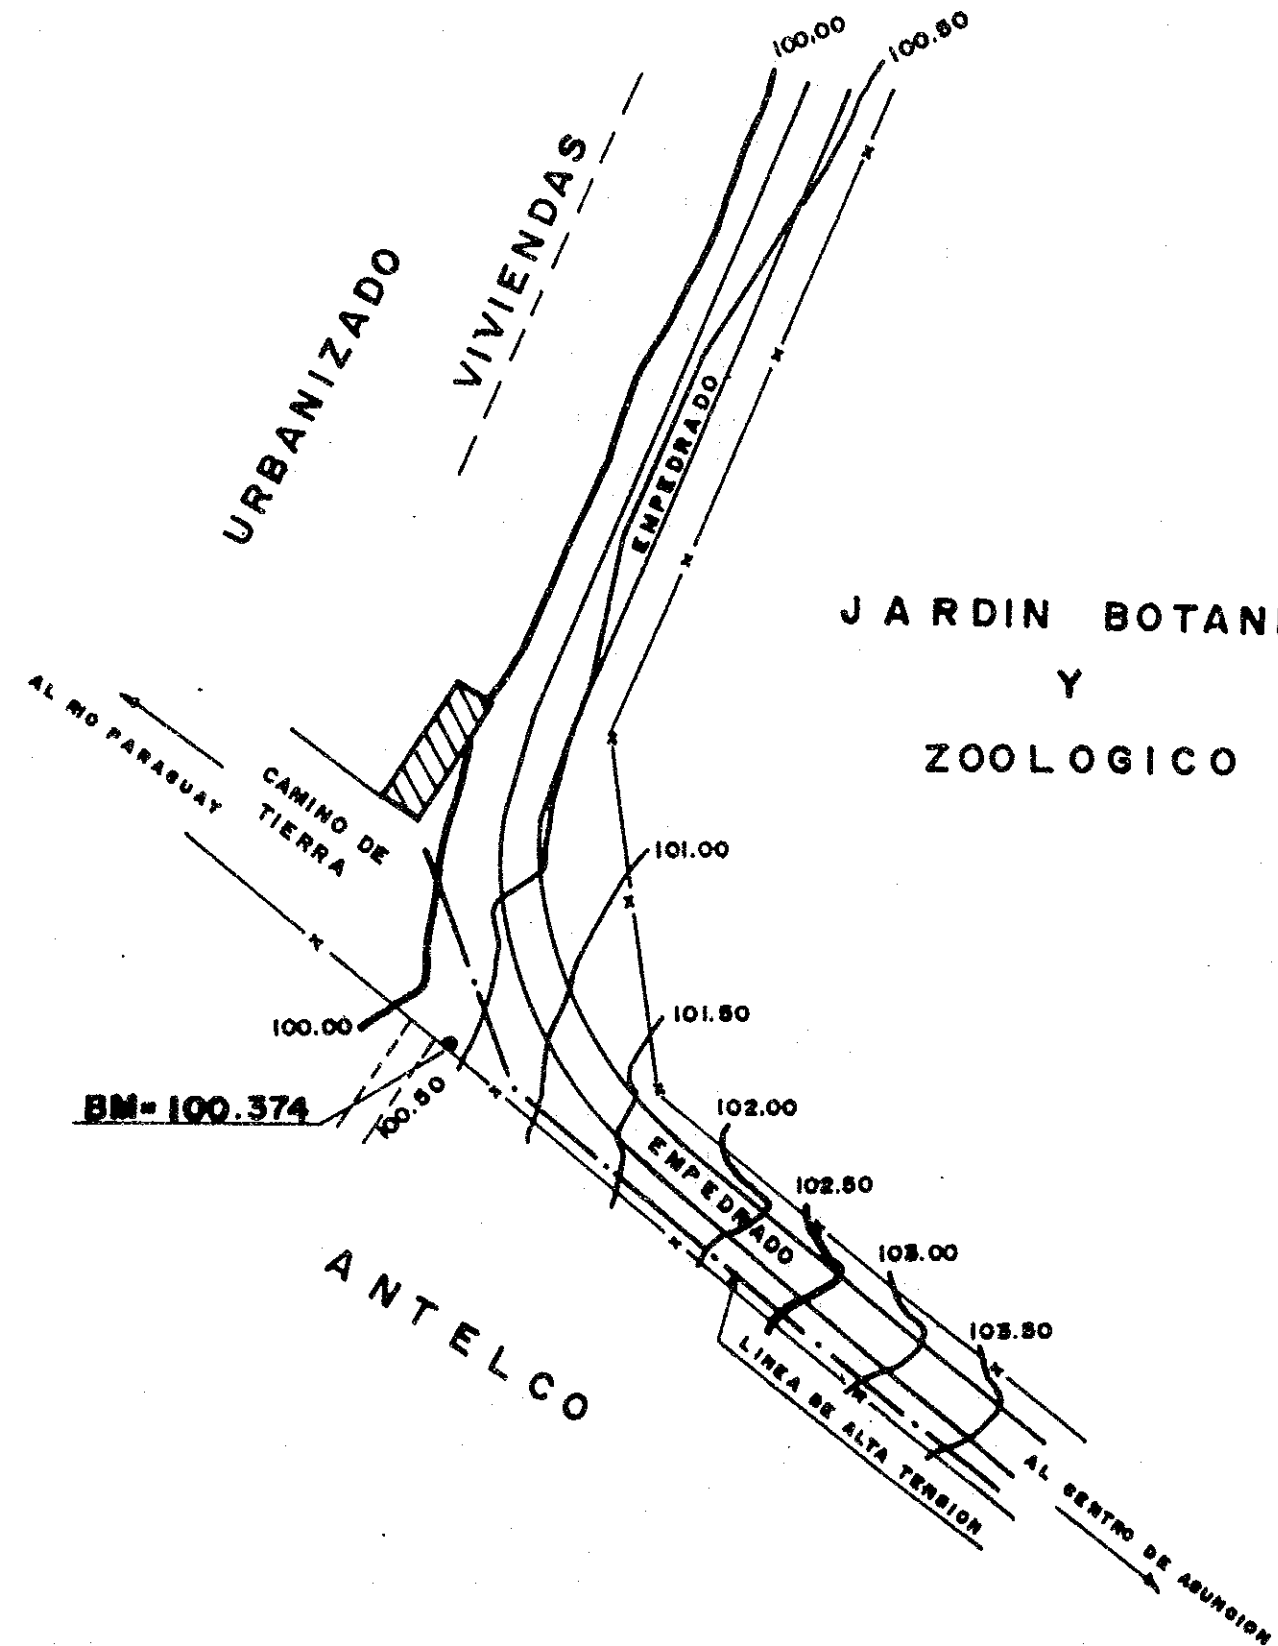 100.00
100.50
VIVIENDAS
URBANIZADO
EMPEDRADO
JARDIN BOTANI
Y
ZOOLOGICO
AL RIO PARAGUAY
CAMINO DE
TIERRA
101.00
101.50
100.00
BM=100.374
100.50
102.00
EMPEDRADO
102.50
103.00
103.50
ANTELCO
LINEA DE ALTA TENSION
AL CENTRO DE ASUNCION